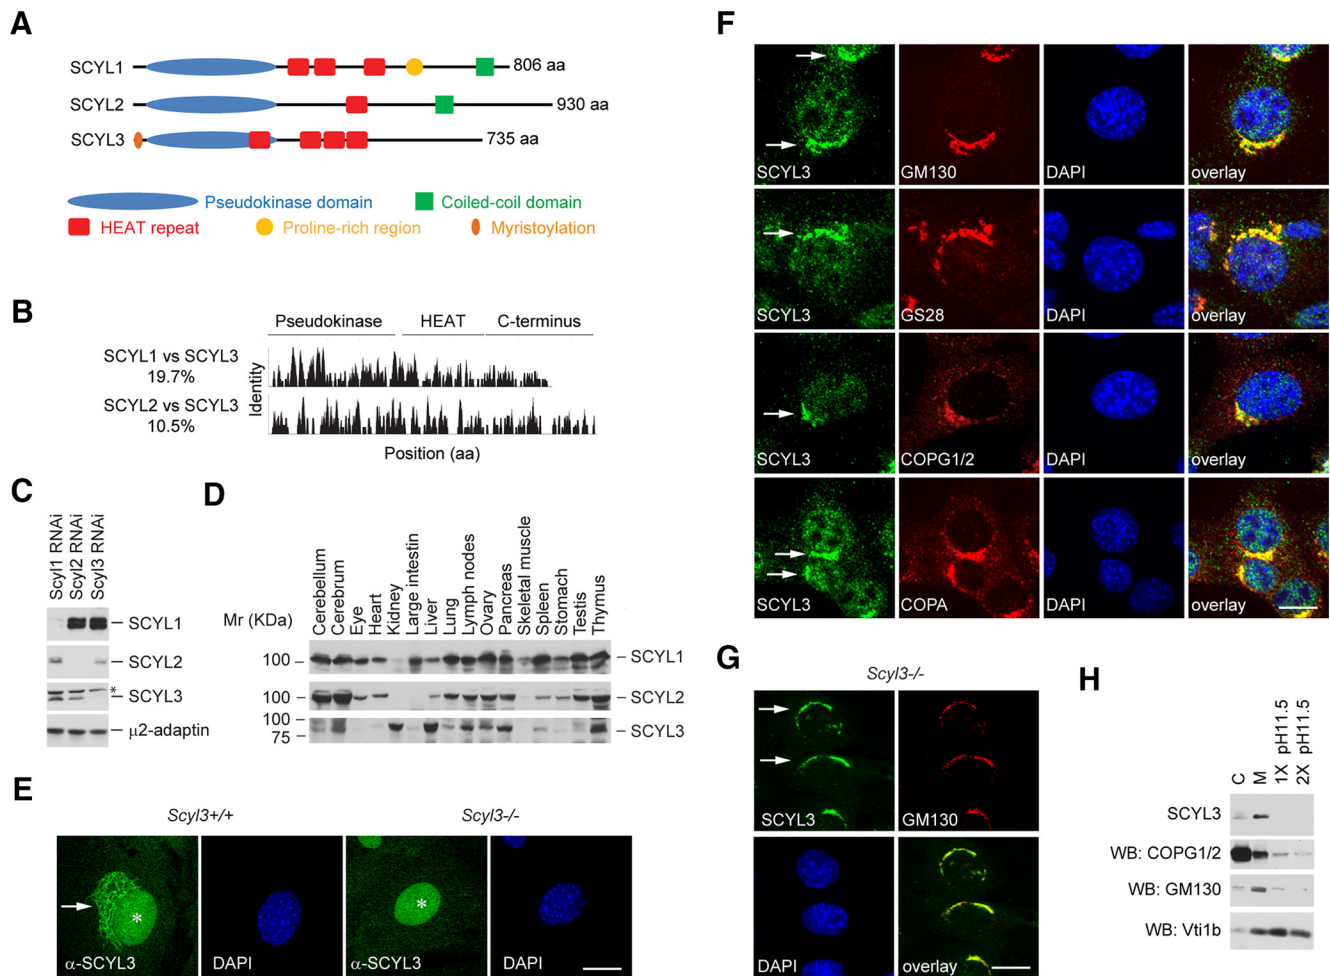 A
SCYL1 806 aa
SCYL2 930 aa
SCYL3 735 aa
Pseudokinase domain Coiled-coil domain
HEAT repeat Proline-rich region Myristoylation
B
Pseudokinase HEAT C-terminus
SCYL1 vs SCYL3
19.7%
SCYL2 vs SCYL3
10.5%
Identity
Position (aa)
C
Scyl1 RNAi
Scyl2 RNAi
Scyl3 RNAi
SCYL1
SCYL2
*
SCYL3
μ2-adaptin
D
Mr (KDa)
Cerebellum
Cerebrum
Eye
Heart
Kidney
Large intestin
Liver
Lung
Lymph nodes
Ovary
Pancreas
Skeletal muscle
Spleen
Stomach
Testis
Thymus
100 SCYL1
100 SCYL2
100
75 SCYL3
E
Scyl3+/+ Scyl3-/-
* *
α-SCYL3 DAPI α-SCYL3 DAPI
F
SCYL3 GM130 DAPI overlay
SCYL3 GS28 DAPI overlay
SCYL3 COPG1/2 DAPI overlay
SCYL3 COPA DAPI overlay
G
Scyl3-/-
SCYL3 GM130
DAPI overlay
H
C
M
1X pH11.5
2X pH11.5
SCYL3
WB: COPG1/2
WB: GM130
WB: Vti1b